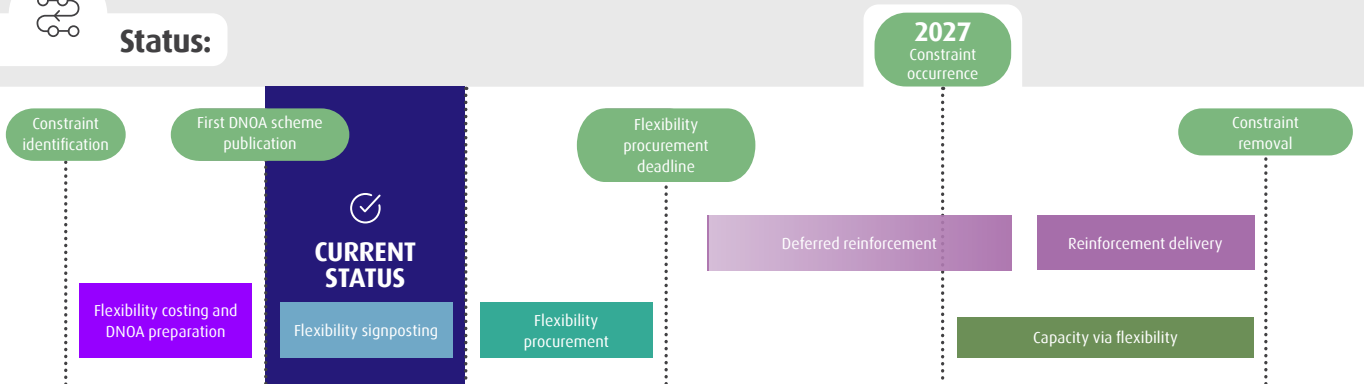 Status:
2027
Constraint
occurrence
Constraint
identification
First DNOA scheme
publication
Flexibility
procurement
deadline
Constraint
removal
CURRENT
STATUS
Deferred reinforcement
Reinforcement delivery
Flexibility costing and
DNOA preparation
Flexibility signposting
Flexibility
procurement
Capacity via flexibility